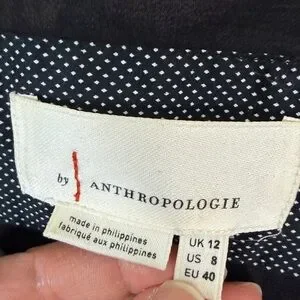 by ANTHROPOLOGIE
made in philippines
fabriqué aux philippines
UK 12
US 8
EU 40